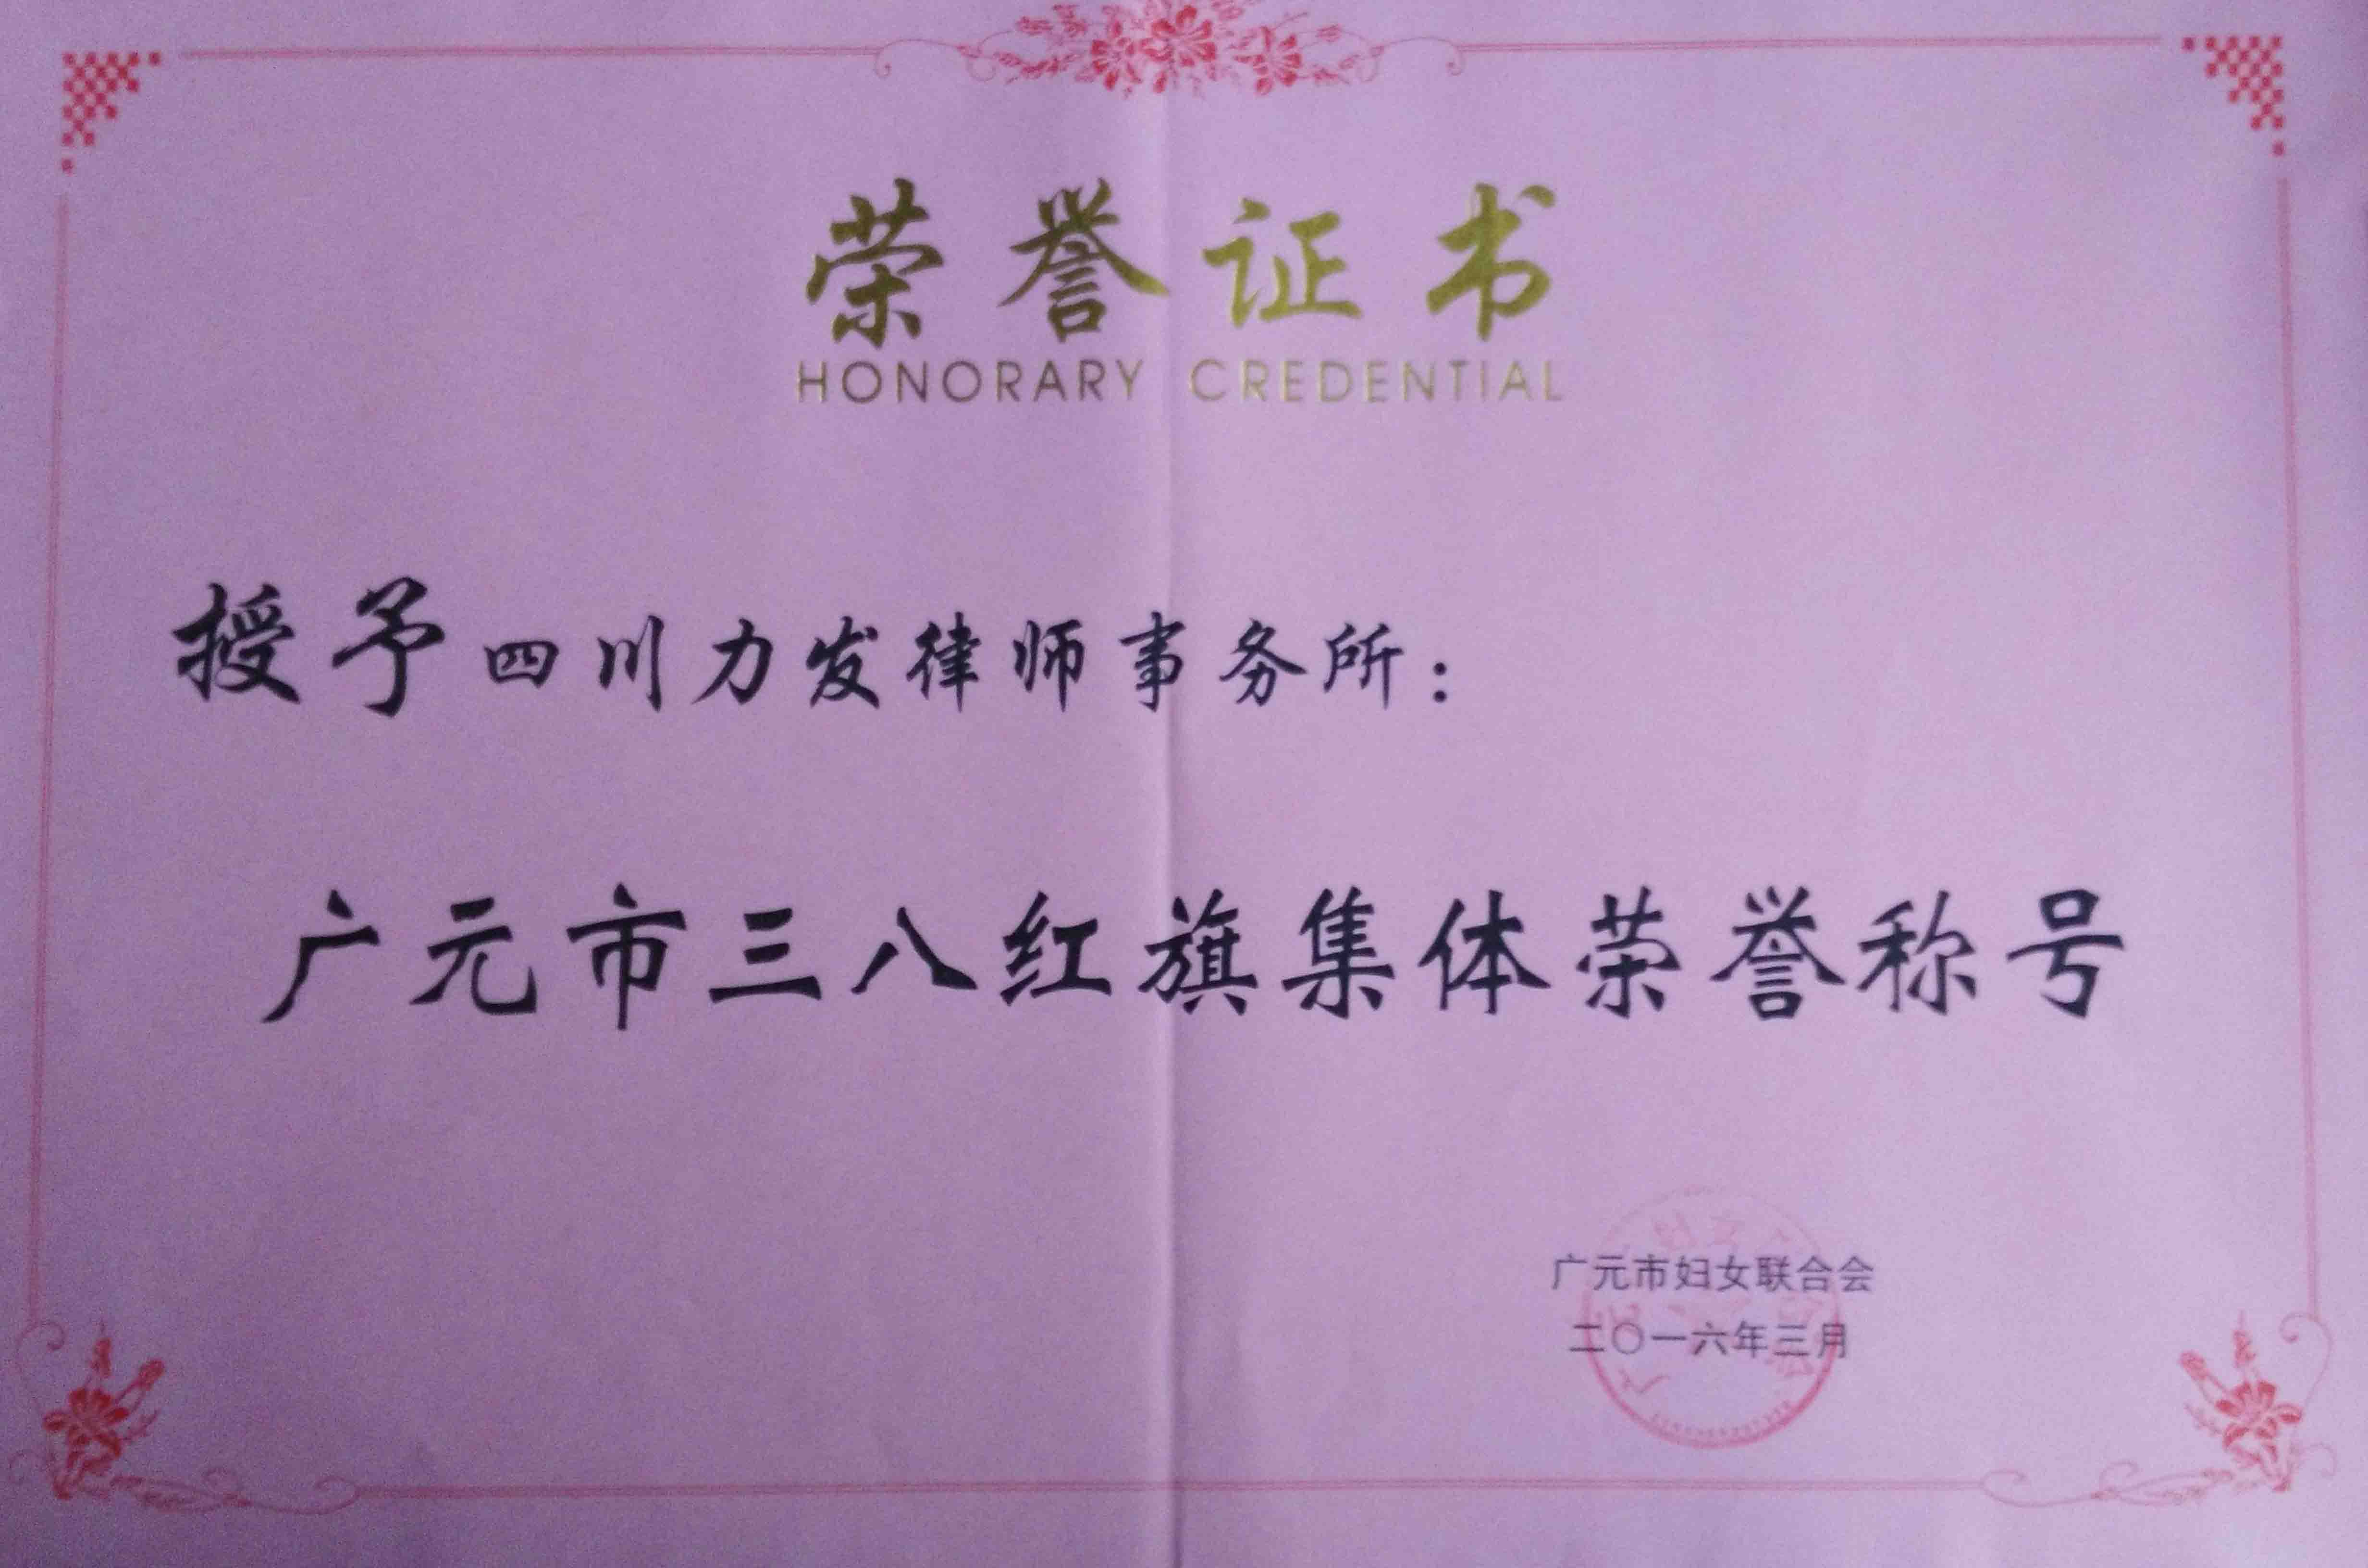 荣誉证书
HONORARY CREDENTIAL
授予四川力发律师事务所：
广元市三八红旗集体荣誉称号
广元市妇女联合会
二〇一六年三月